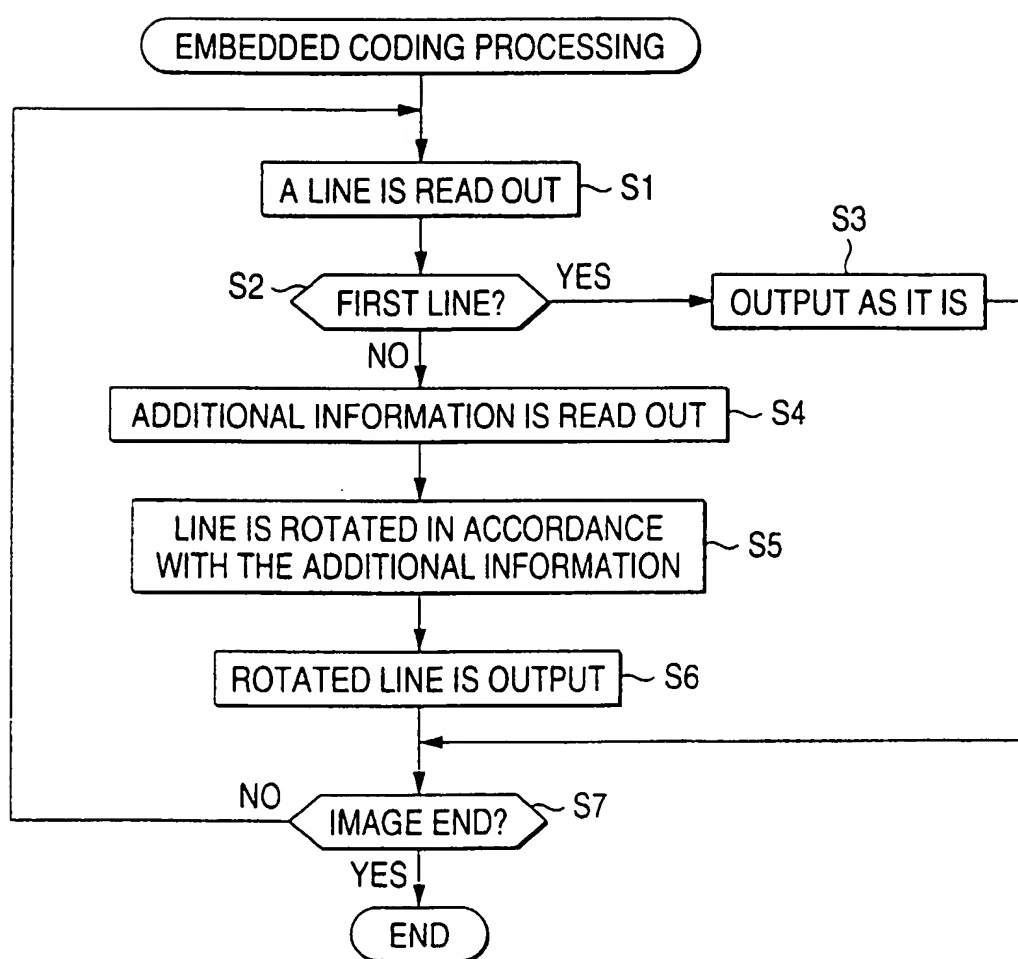 EMBEDDED CODING PROCESSING
A LINE IS READ OUT
S1
S2
FIRST LINE?
YES
S3
OUTPUT AS IT IS
NO
ADDITIONAL INFORMATION IS READ OUT
S4
LINE IS ROTATED IN ACCORDANCE
WITH THE ADDITIONAL INFORMATION
S5
ROTATED LINE IS OUTPUT
S6
NO
IMAGE END?
S7
YES
END